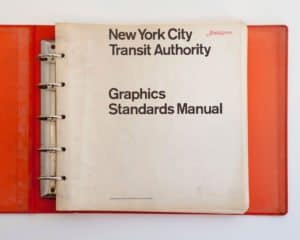 New York City
Transit Authority
Graphics
Standards Manual